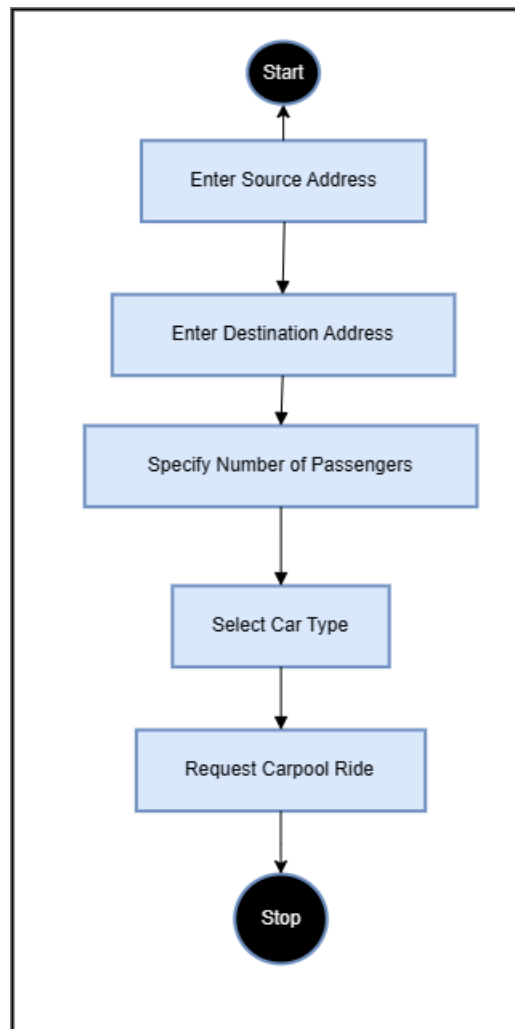 Start
Enter Source Address
Enter Destination Address
Specify Number of Passengers
Select Car Type
Request Carpool Ride
Stop